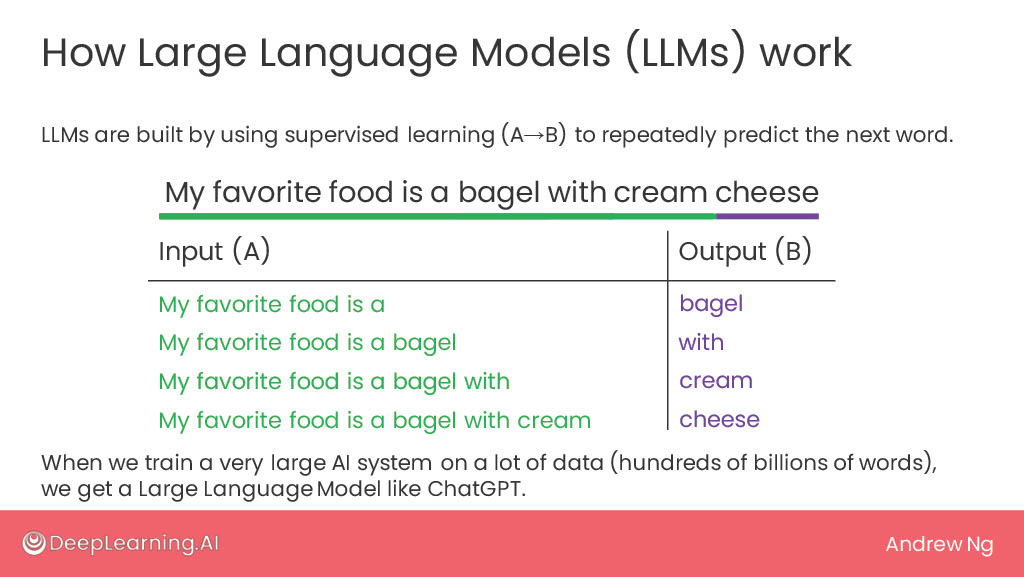 How Large Language Models (LLMs) work
LLMs are built by using supervised learning (A→B) to repeatedly predict the next word.
My favorite food is a bagel with cream cheese
Input (A) Output (B)
My favorite food is a bagel
My favorite food is a bagel with
My favorite food is a bagel with cream
My favorite food is a bagel with cream cheese
When we train a very large AI system on a lot of data (hundreds of billions of words),
we get a Large Language Model like ChatGPT.
DeepLearning.AI Andrew Ng